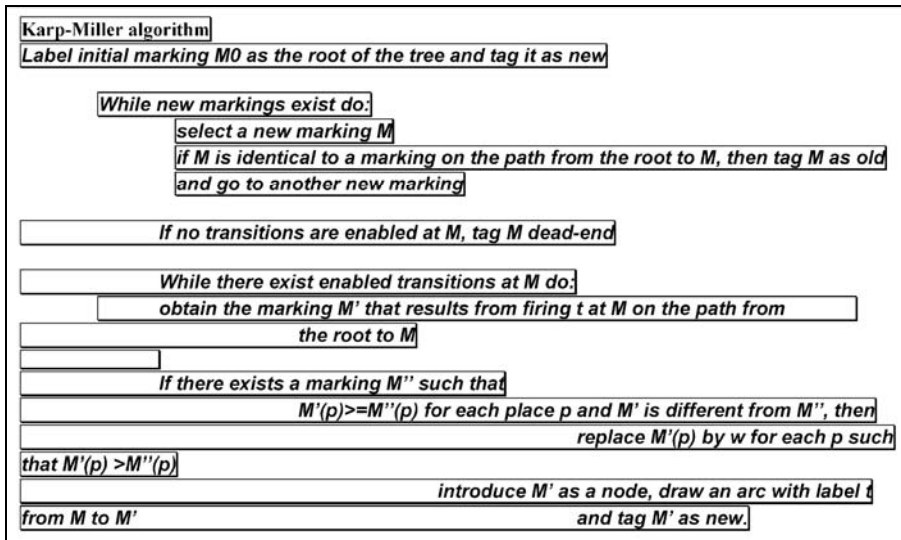 Karp-Miller algorithm
Label initial marking M0 as the root of the tree and tag it as new
While new markings exist do:
select a new marking M
if M is identical to a marking on the path from the root to M, then tag M as old
and go to another new marking
If no transitions are enabled at M, tag M dead-end
While there exist enabled transitions at M do:
obtain the marking M’ that results from firing t at M on the path from
the root to M
If there exists a marking M’’ such that
M’(p)>=M’’(p) for each place p and M’ is different from M’’, then
replace M’(p) by w for each p such
that M’(p) >M’’(p)
introduce M’ as a node, draw an arc with label t
from M to M’ and tag M’ as new.